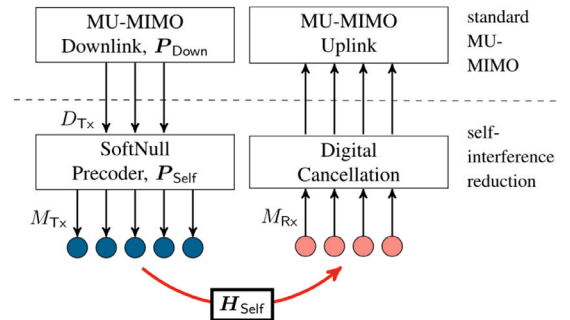 MU-MIMO
Downlink, P_Down
MU-MIMO
Uplink
standard
MU-
MIMO
D_Tx
SoftNull
Precoder, P_Self
Digital
Cancellation
self-
interference
reduction
M_Tx
M_Rx
H_Self